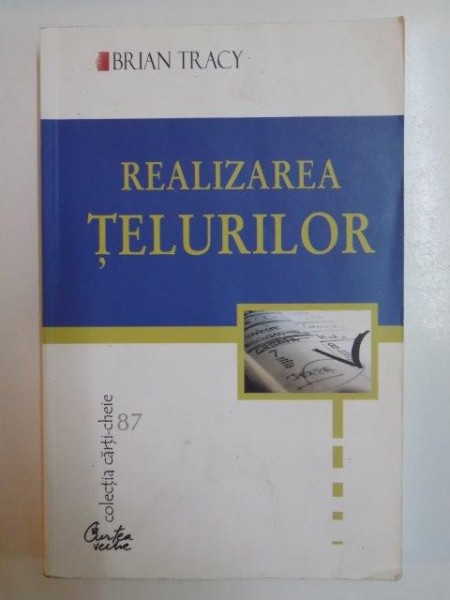 BRIAN TRACY
REALIZAREA
ȚELURILOR
colecția cărți-cheie 87
Curtea
veche